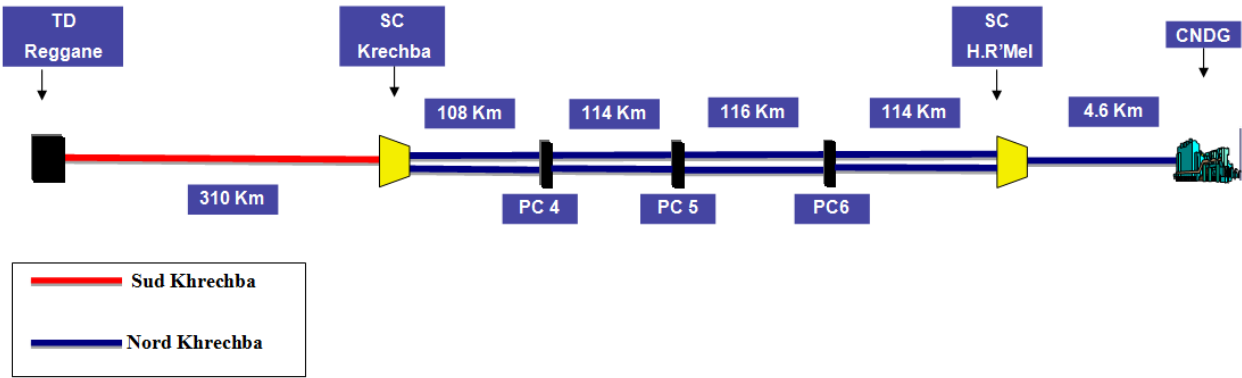 TD
Reggane
SC
Krechba
SC
H.R'Mel
CNDG
108 Km
114 Km
116 Km
114 Km
4.6 Km
310 Km
PC 4
PC 5
PC6
Sud Khrechba
Nord Khrechba